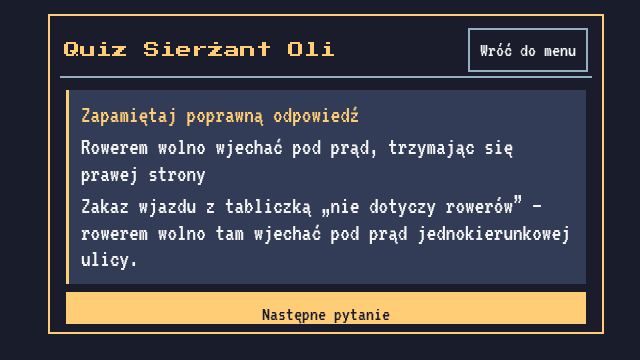 Quiz Sierżant Oli
Wróć do menu
Zapamiętaj poprawną odpowiedź
Rowerem wolno wjechać pod prąd, trzymając się
prawej strony
Zakaz wjazdu z tabliczką „nie dotyczy rowerów” –
rowerem wolno tam wjechać pod prąd jednokierunkowej
ulicy.
Następne pytanie